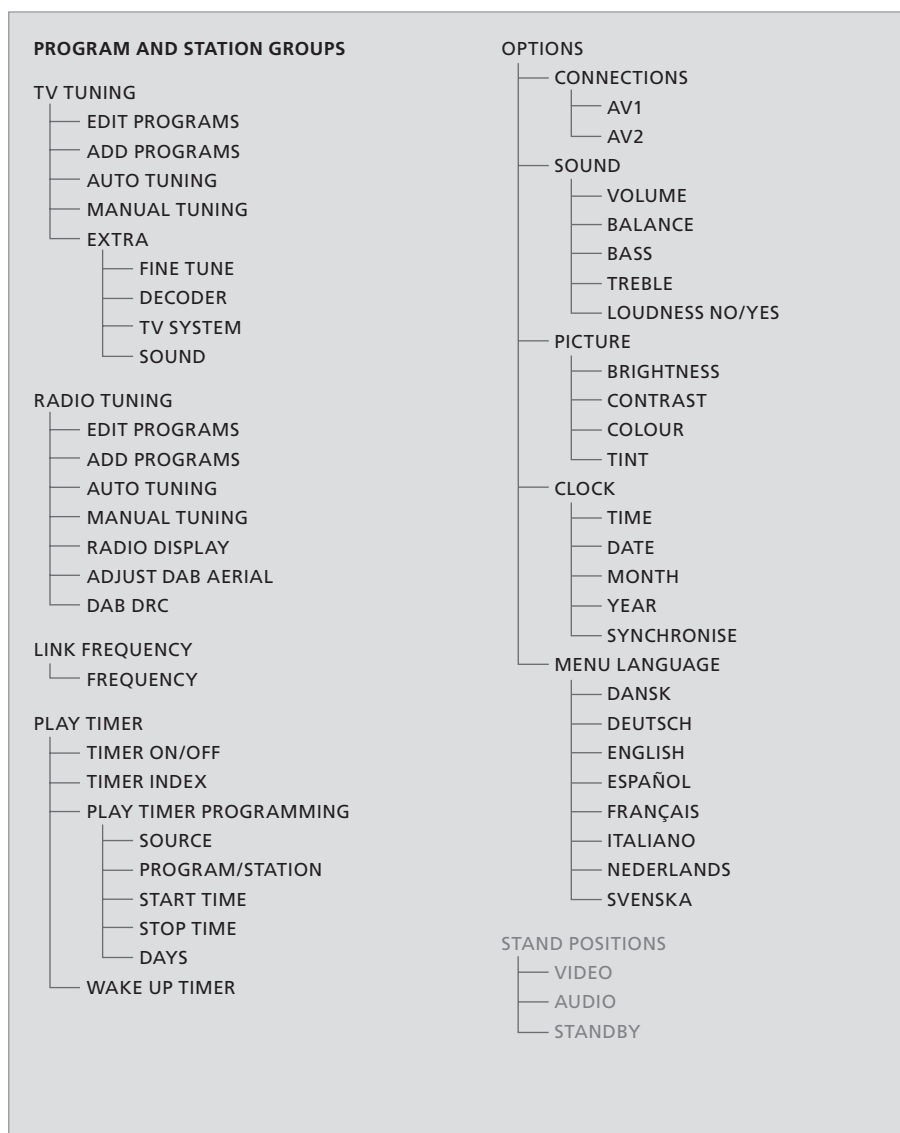 PROGRAM AND STATION GROUPS
TV TUNING
EDIT PROGRAMS
ADD PROGRAMS
AUTO TUNING
MANUAL TUNING
EXTRA
FINE TUNE
DECODER
TV SYSTEM
SOUND
RADIO TUNING
EDIT PROGRAMS
ADD PROGRAMS
AUTO TUNING
MANUAL TUNING
RADIO DISPLAY
ADJUST DAB AERIAL
DAB DRC
LINK FREQUENCY
FREQUENCY
PLAY TIMER
TIMER ON/OFF
TIMER INDEX
PLAY TIMER PROGRAMMING
SOURCE
PROGRAM/STATION
START TIME
STOP TIME
DAYS
WAKE UP TIMER
OPTIONS
CONNECTIONS
AV1
AV2
SOUND
VOLUME
BALANCE
BASS
TREBLE
LOUDNESS NO/YES
PICTURE
BRIGHTNESS
CONTRAST
COLOUR
TINT
CLOCK
TIME
DATE
MONTH
YEAR
SYNCHRONISE
MENU LANGUAGE
DANSK
DEUTSCH
ENGLISH
ESPAÑOL
FRANÇAIS
ITALIANO
NEDERLANDS
SVENSKA
STAND POSITIONS
VIDEO
AUDIO
STANDBY